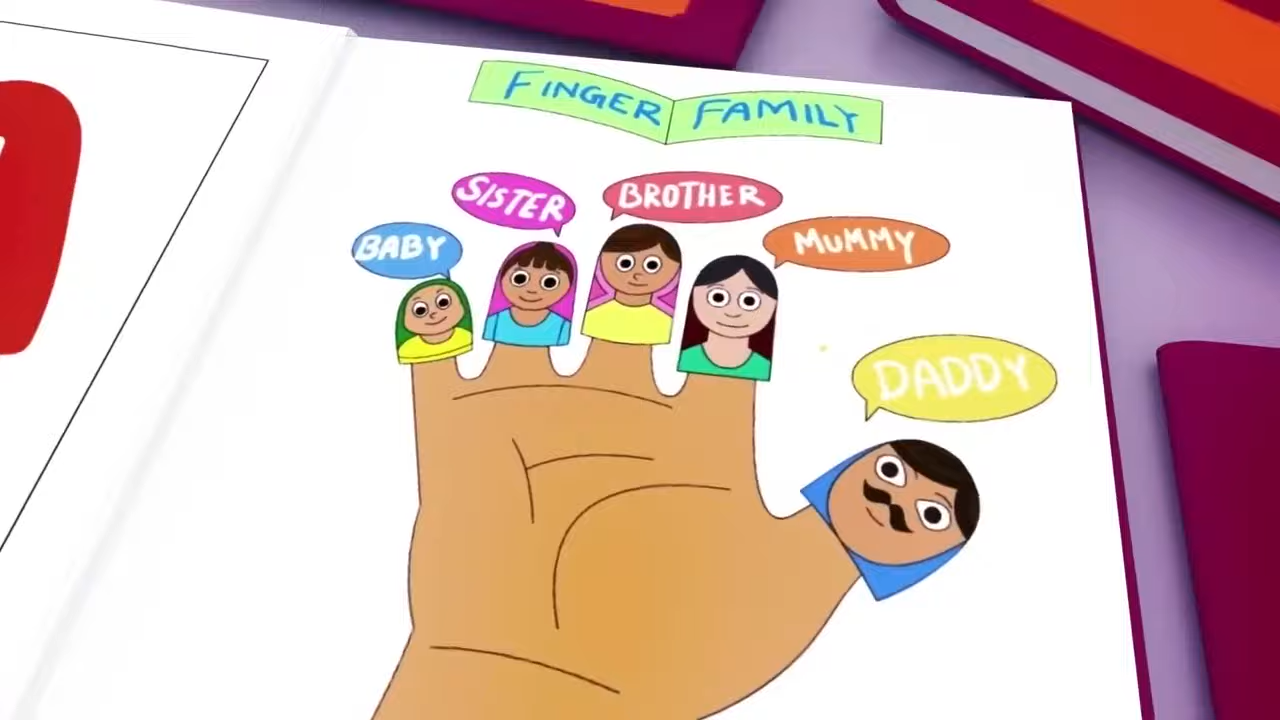 FINGER FAMILY
SISTER
BROTHER
BABY
MUMMY
DADDY